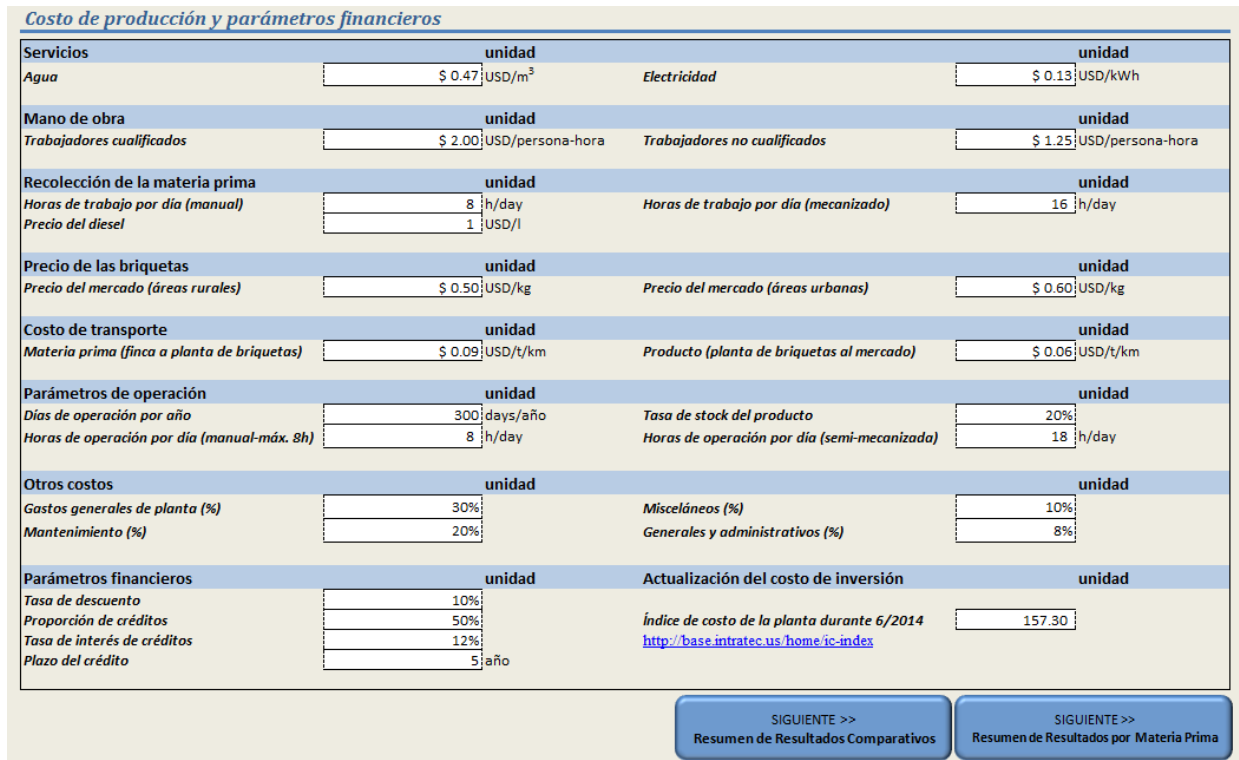 Costo de producción y parámetros financieros
Servicios unidad unidad
Agua $ 0.47 USD/m³ Electricidad $ 0.13 USD/kWh
Mano de obra unidad unidad
Trabajadores cualificados $ 2.00 USD/persona-hora Trabajadores no cualificados $ 1.25 USD/persona-hora
Recolección de la materia prima unidad unidad
Horas de trabajo por día (manual) 8 h/day Horas de trabajo por día (mecanizado) 16 h/day
Precio del diesel 1 USD/l
Precio de las briquetas unidad unidad
Precio del mercado (áreas rurales) $ 0.50 USD/kg Precio del mercado (áreas urbanas) $ 0.60 USD/kg
Costo de transporte unidad unidad
Materia prima (finca a planta de briquetas) $ 0.09 USD/t/km Producto (planta de briquetas al mercado) $ 0.06 USD/t/km
Parámetros de operación unidad unidad
Días de operación por año 300 days/año Tasa de stock del producto 20%
Horas de operación por día (manual-máx. 8h) 8 h/day Horas de operación por día (semi-mecanizada) 18 h/day
Otros costos unidad unidad
Gastos generales de planta (%) 30% Misceláneos (%) 10%
Mantenimiento (%) 20% Generales y administrativos (%) 8%
Parámetros financieros unidad Actualización del costo de inversión unidad
Tasa de descuento 10%
Proporción de créditos 50% Índice de costo de la planta durante 6/2014 157.30
Tasa de interés de créditos 12% http://base.intratec.us/home/ic-index
Plazo del crédito 5 año
SIGUIENTE >> SIGUIENTE >>
Resumen de Resultados Comparativos Resumen de Resultados por Materia Prima